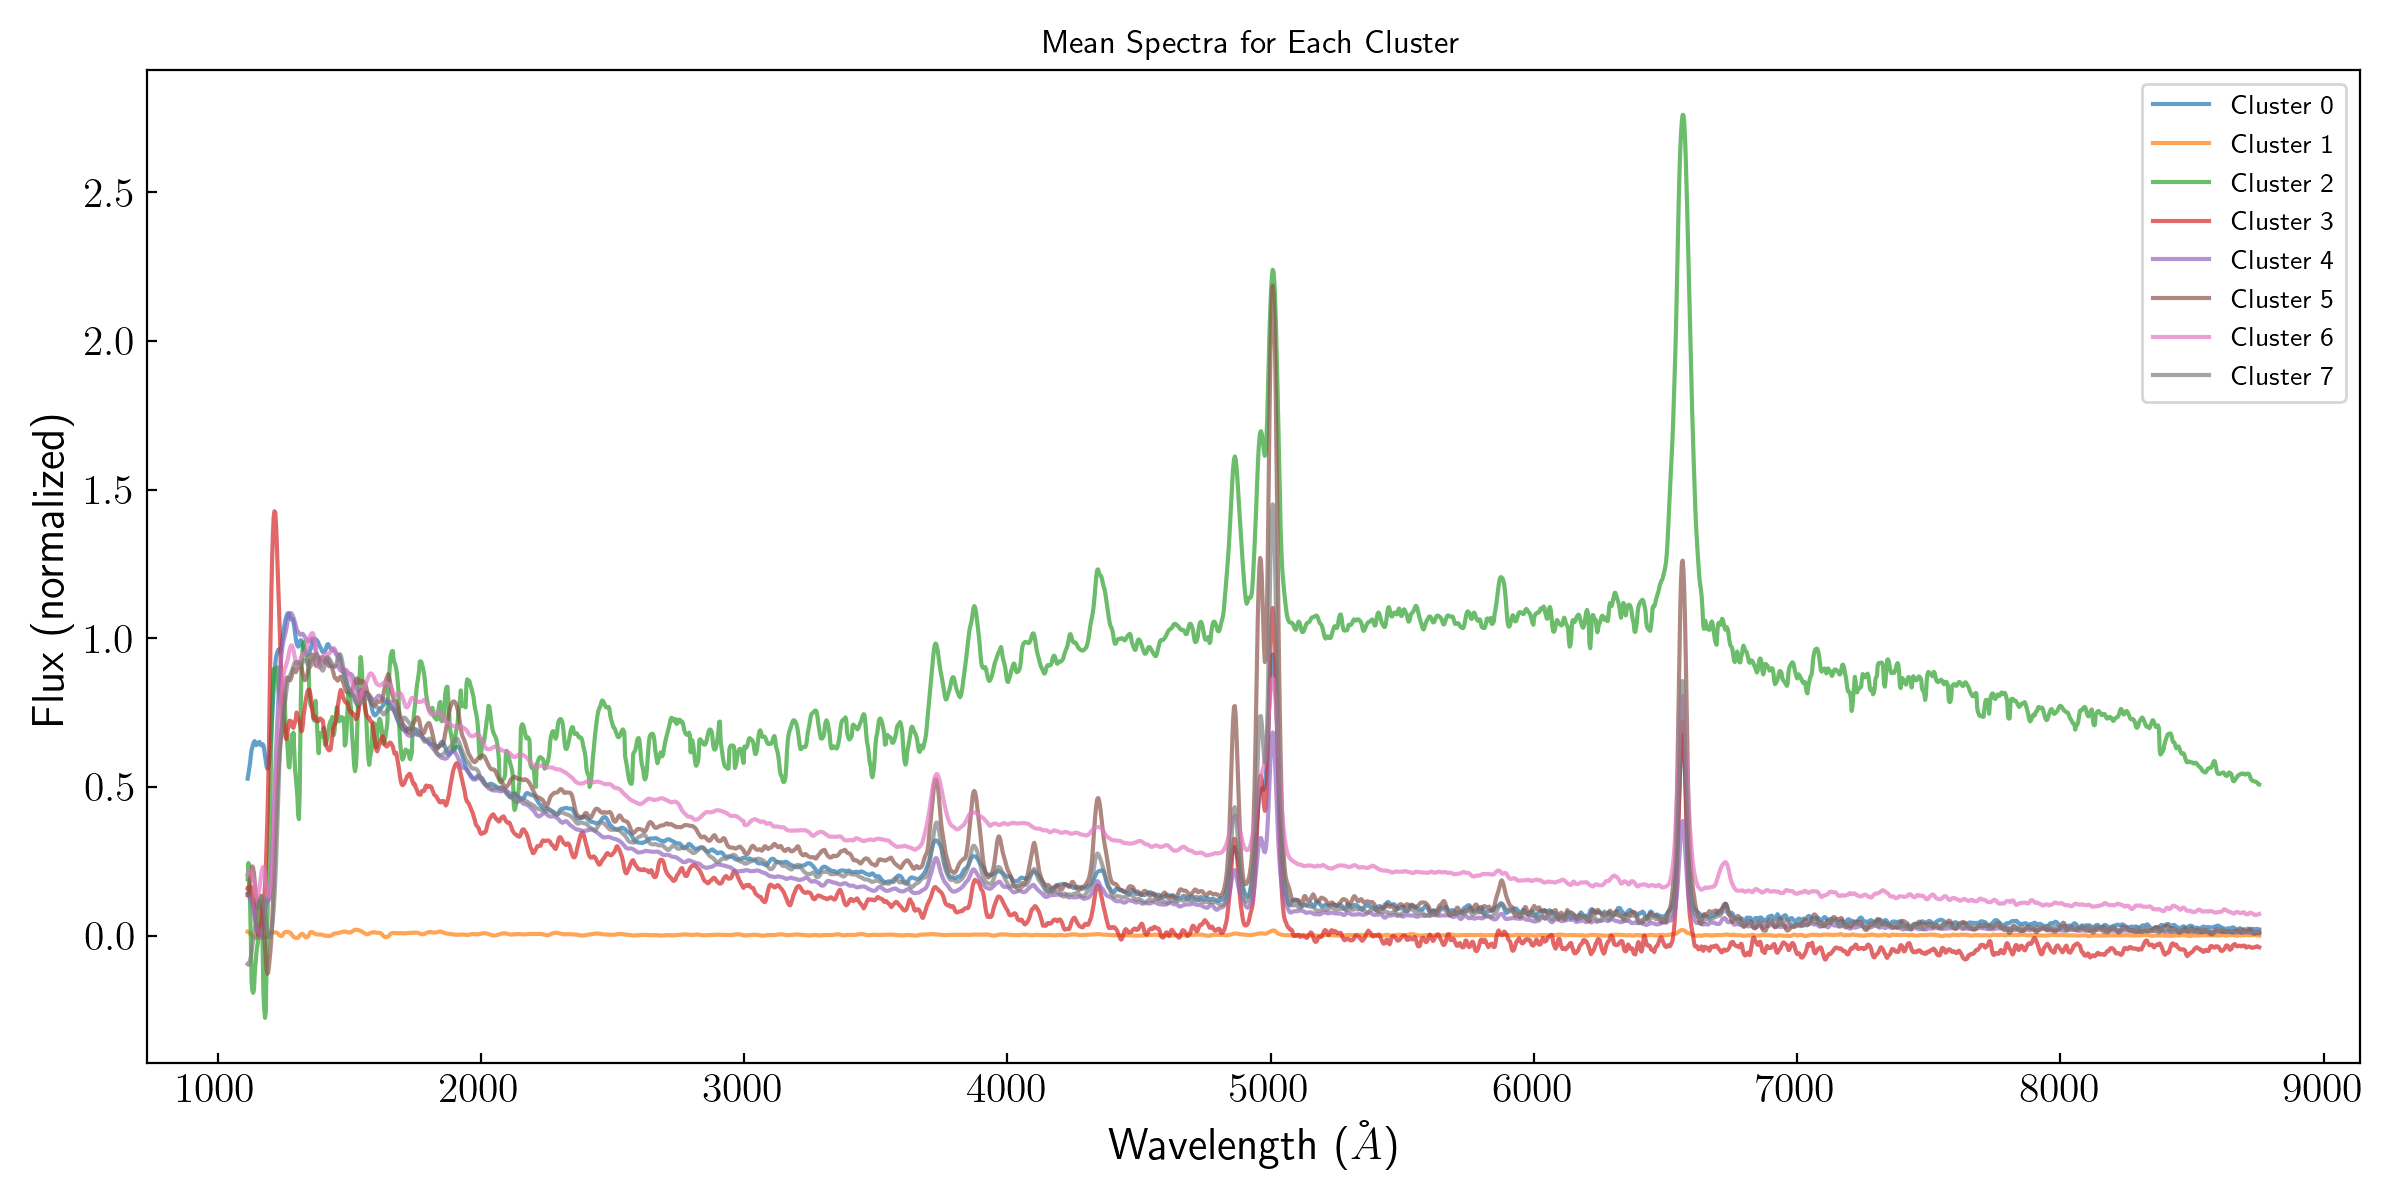 Mean Spectra for Each Cluster
Flux (normalized)
2.5
2.0
1.5
1.0
0.5
0.0
Cluster 0
Cluster 1
Cluster 2
Cluster 3
Cluster 4
Cluster 5
Cluster 6
Cluster 7
1000 2000 3000 4000 5000 6000 7000 8000 9000
Wavelength (Å)